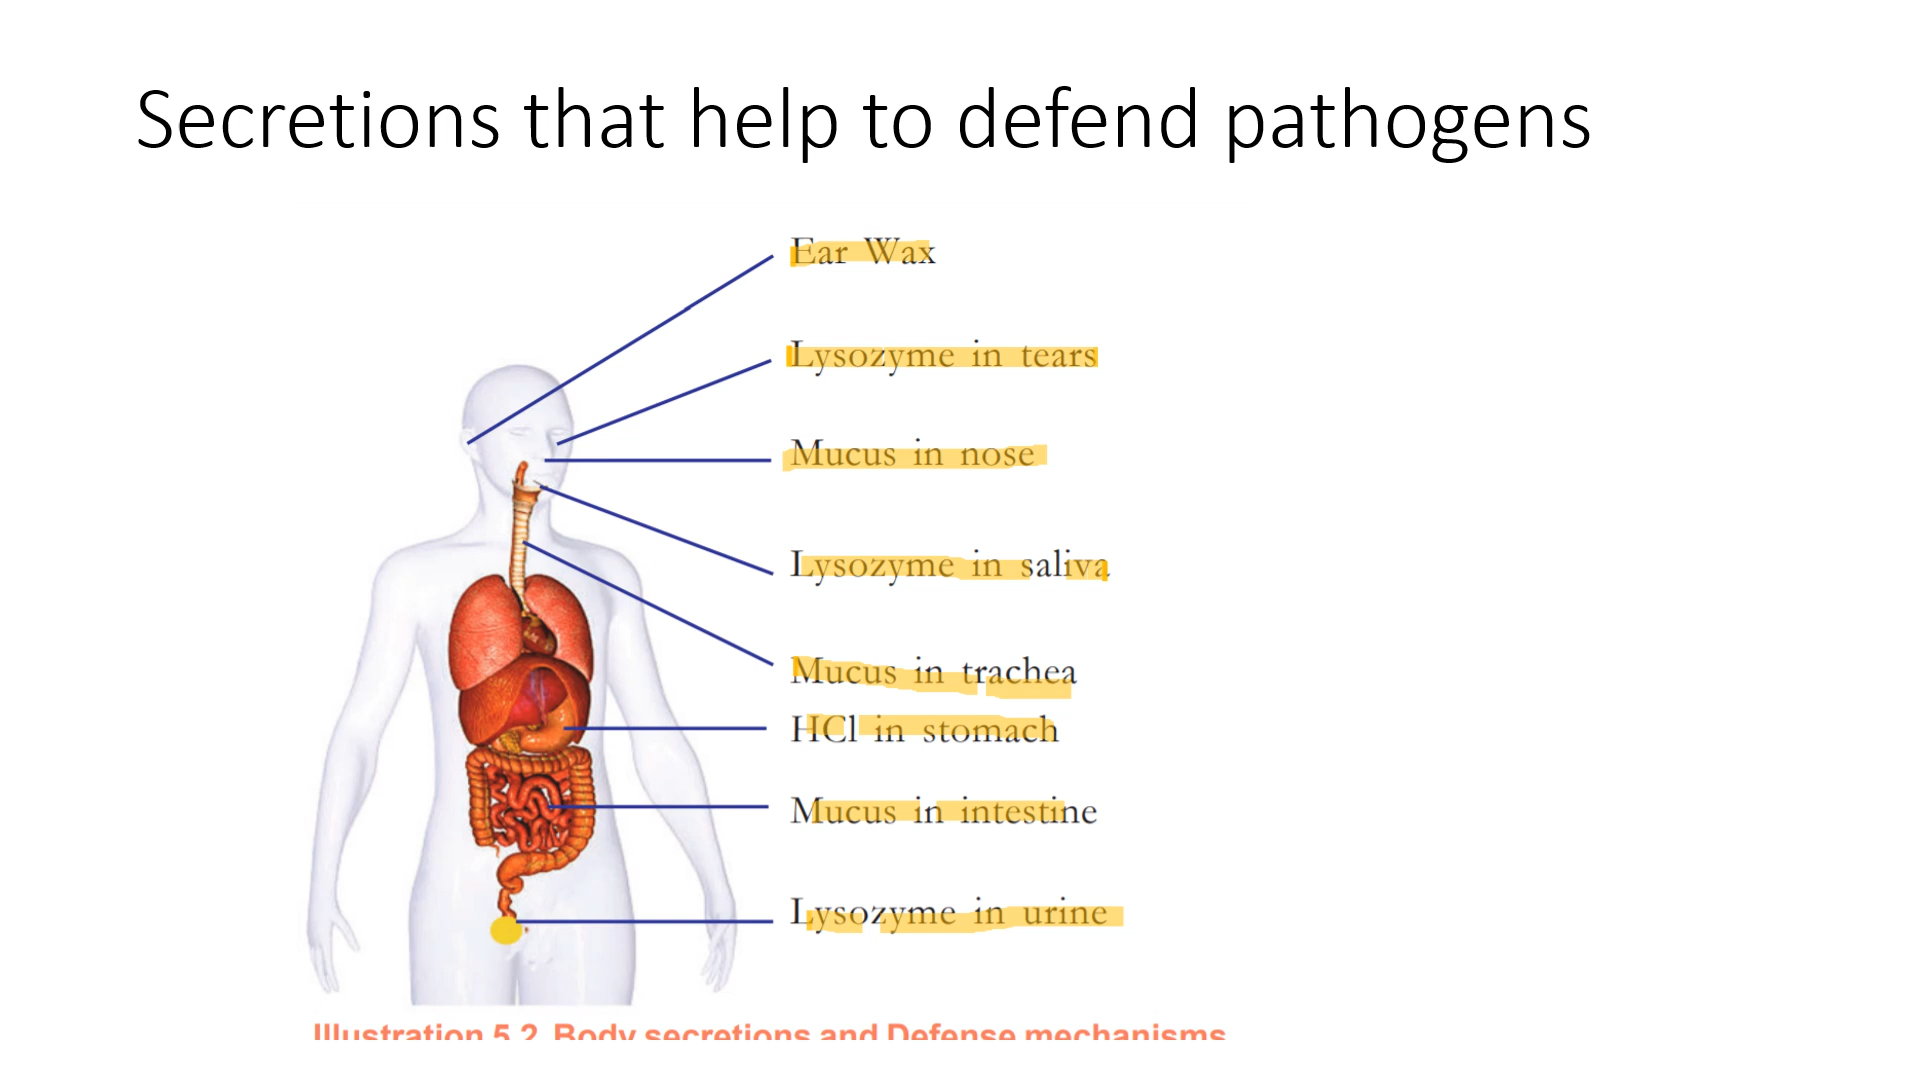 Secretions that help to defend pathogens
Ear Wax
Lysozyme in tears
Mucus in nose
Lysozyme in saliva
Mucus in trachea
HCl in stomach
Mucus in intestine
Lysozyme in urine
Illustration 5.2 Body secretions and Defense mechanisms